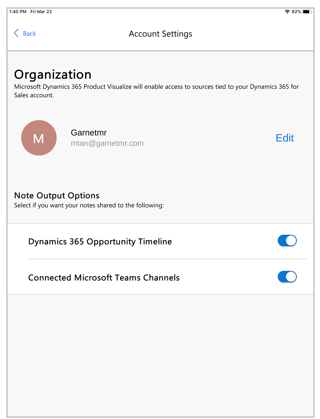 1:40 PM Fri Mar 22
82%
Back
Account Settings
Organization
Microsoft Dynamics 365 Product Visualize will enable access to sources tied to your Dynamics 365 for
Sales account.
M
Garnetmr
mtan@garnetmr.com
Edit
Note Output Options
Select if you want your notes shared to the following:
Dynamics 365 Opportunity Timeline
Connected Microsoft Teams Channels